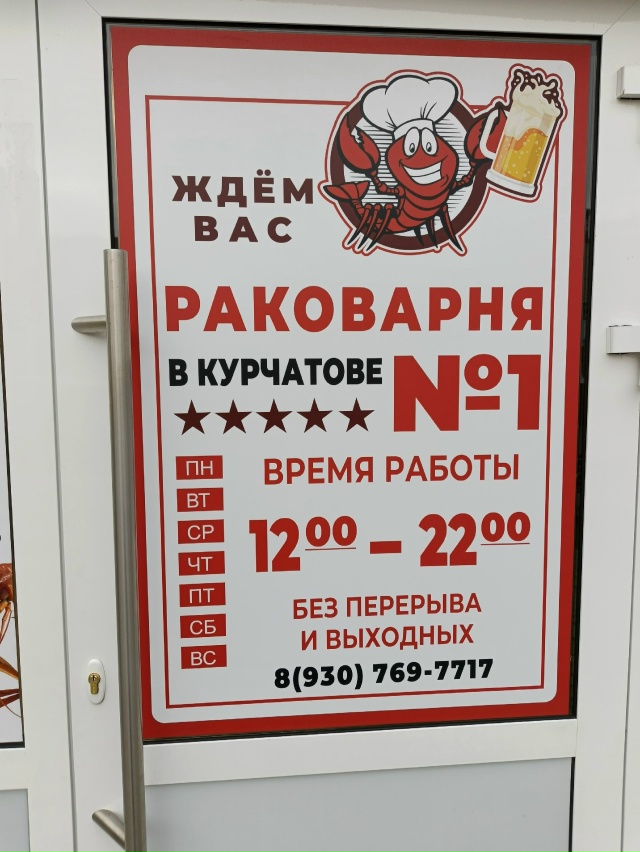 ЖДЁМ
ВАС
РАКОВАРНЯ
В КУРЧАТОВЕ
№1
★★★★★
ПН
ВТ
СР
ЧТ
ПТ
СБ
ВС
ВРЕМЯ РАБОТЫ
12⁰⁰ – 22⁰⁰
БЕЗ ПЕРЕРЫВА
И ВЫХОДНЫХ
8(930) 769-7717